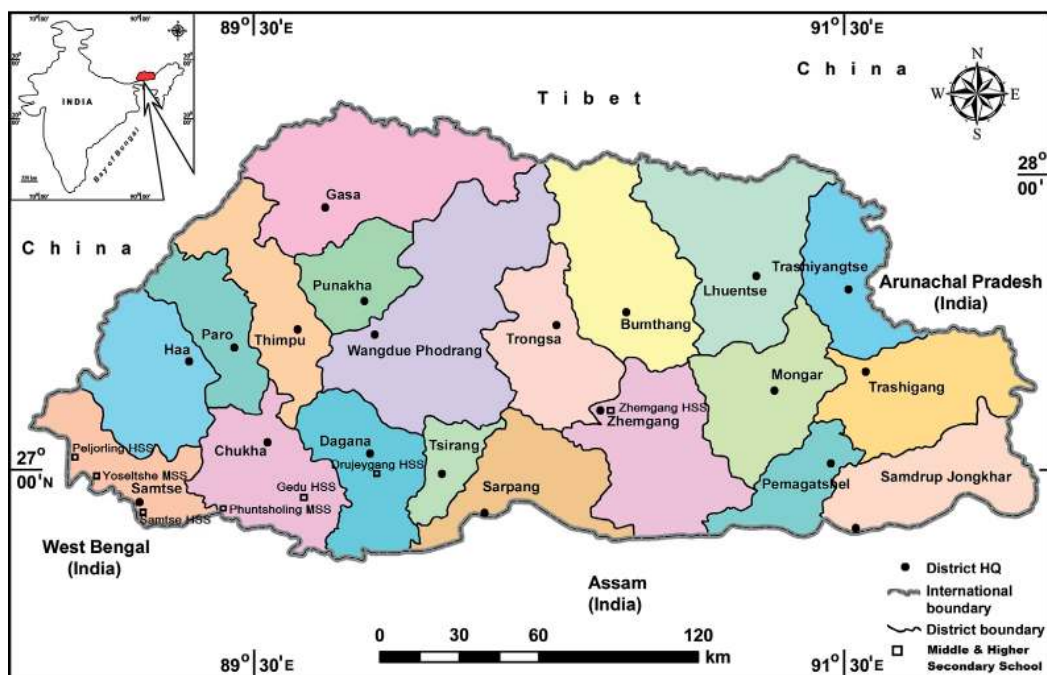 89° 30' E
91° 30' E
INDIA
Bay of Bengal
China
Tibet
N
W
E
S
28° 00'
China
Gasa
Punakha
Trashiyangtse
Lhuentse
Arunachal Pradesh
(India)
Paro
Thimpu
Haa
Wangdue Phodrang
Trongsa
Bumthang
Mongar
Trashigang
Zhemgang HSS
Zhemgang
Chukha
Dagana
Tsirang
Drujeygang HSS
Peljorling HSS
27° 00' N
Yoseltshe MSS
Samtse
Samtse HSS
Gedu HSS
Phuntsholing MSS
Sarpang
Pemagatshel
Samdrup Jongkhar
West Bengal
(India)
Assam
(India)
District HQ
International
boundary
District boundary
Middle & Higher
Secondary School
0 30 60 120
km
89° 30' E
91° 30' E